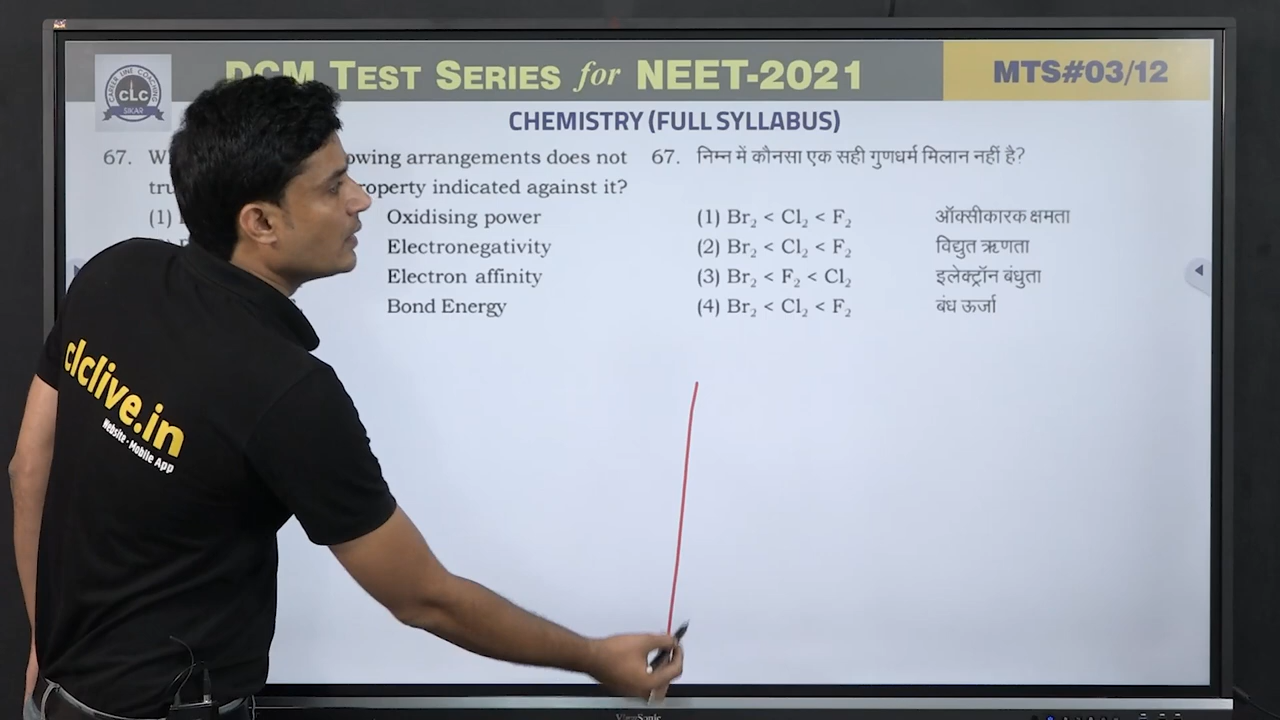 TEST SERIES for NEET-2021
MTS#03/12
CLC
SIKAR
CHEMISTRY (FULL SYLLABUS)
67. owing arrangements does not
roperty indicated against it?
(1) Oxidising power
Electronegativity
Electron affinity
Bond Energy
67. निम्न में कौनसा एक सही गुणधर्म मिलान नहीं है?
(1) Br₂ < Cl₂ < F₂ ऑक्सीकारक क्षमता
(2) Br₂ < Cl₂ < F₂ विद्युत ऋणता
(3) Br₂ < F₂ < Cl₂ इलेक्ट्रॉन बंधुता
(4) Br₂ < Cl₂ < F₂ बंध ऊर्जा
clclive.in
Website - Mobile App
ViewSonic